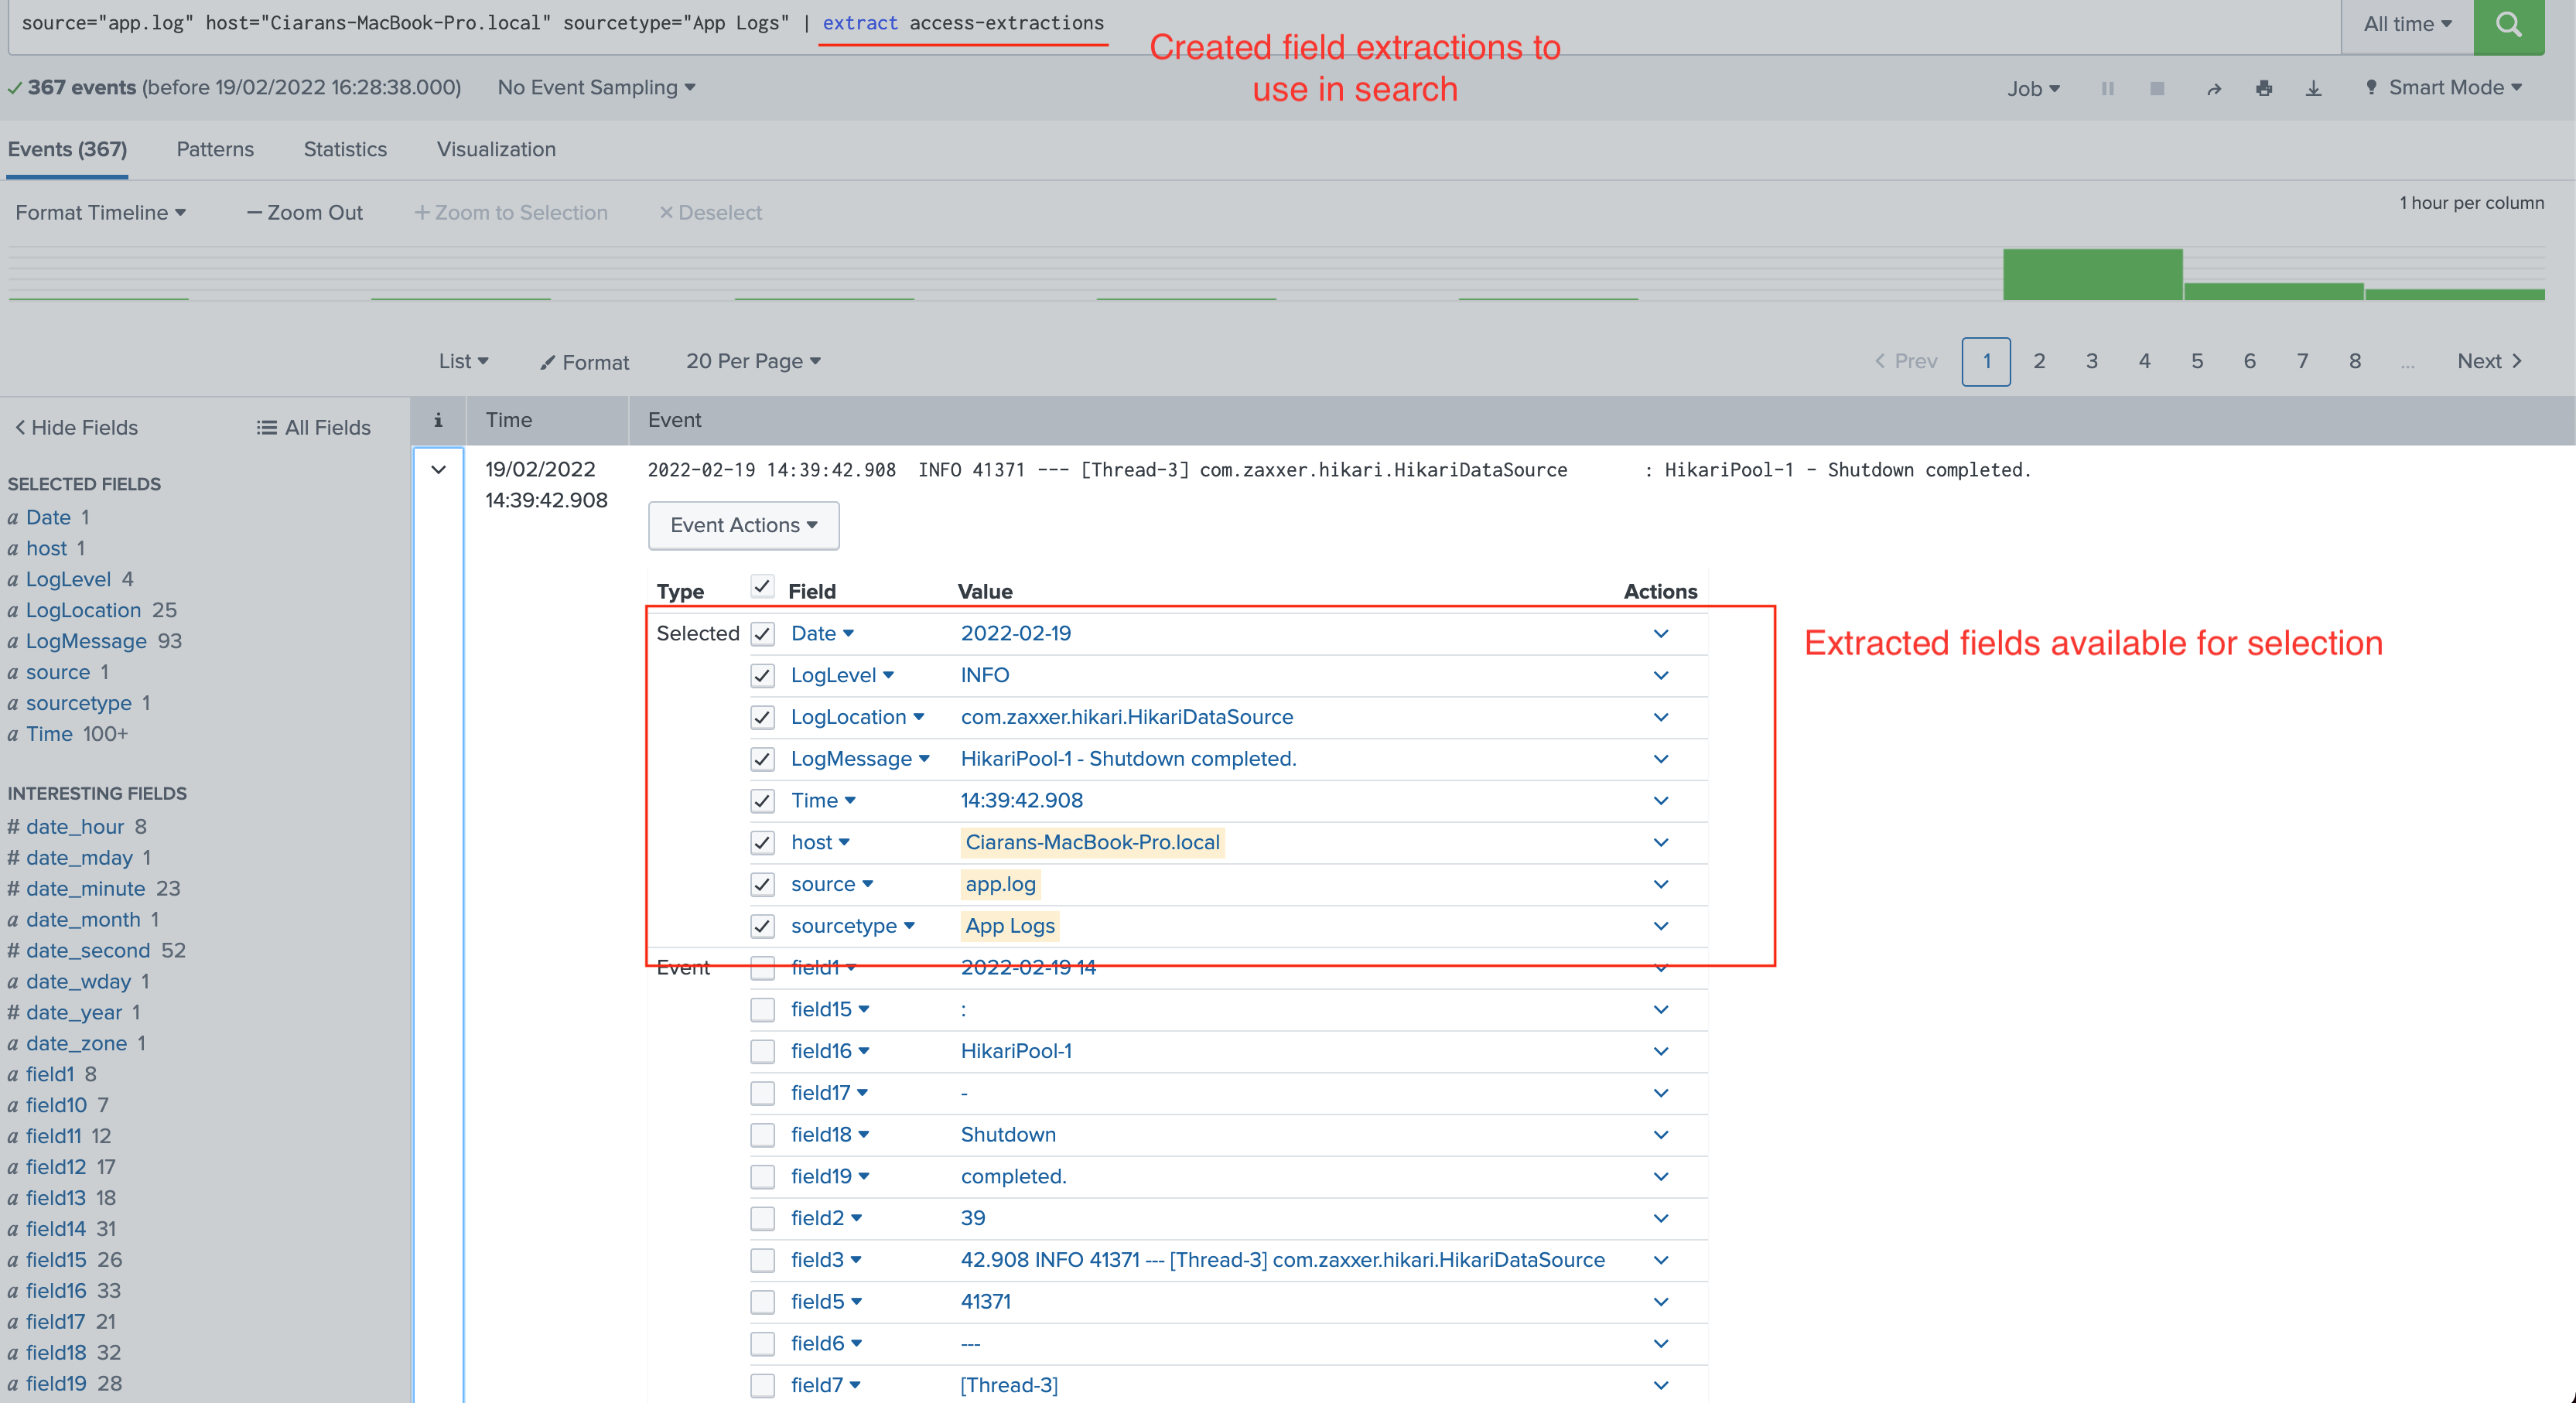 source="app.log" host="Ciarans-MacBook-Pro.local" sourcetype="App Logs" | extract access-extractions
All time
Created field extractions to
use in search
367 events (before 19/02/2022 16:28:38.000)
No Event Sampling
Job
Smart Mode
Events (367)
Patterns
Statistics
Visualization
Format Timeline
— Zoom Out
+ Zoom to Selection
× Deselect
1 hour per column
List
Format
20 Per Page
< Prev
1
2
3
4
5
6
7
8
...
Next >
< Hide Fields
All Fields
i
Time
Event
SELECTED FIELDS
a Date 1
a host 1
a LogLevel 4
a LogLocation 25
a LogMessage 93
a source 1
a sourcetype 1
a Time 100+
INTERESTING FIELDS
# date_hour 8
# date_mday 1
# date_minute 23
a date_month 1
# date_second 52
a date_wday 1
# date_year 1
a date_zone 1
a field1 8
a field10 7
a field11 12
a field12 17
a field13 18
a field14 31
a field15 26
a field16 33
a field17 21
a field18 32
a field19 28
19/02/2022
14:39:42.908
2022-02-19 14:39:42.908  INFO 41371 --- [Thread-3] com.zaxxer.hikari.HikariDataSource       : HikariPool-1 - Shutdown completed.
Event Actions
Type Field Value Actions
Selected Date 2022-02-19
LogLevel INFO
LogLocation com.zaxxer.hikari.HikariDataSource
LogMessage HikariPool-1 - Shutdown completed.
Time 14:39:42.908
host Ciarans-MacBook-Pro.local
source app.log
sourcetype App Logs
Extracted fields available for selection
Event field1 2022-02-19 14
field15 :
field16 HikariPool-1
field17 -
field18 Shutdown
field19 completed.
field2 39
field3 42.908 INFO 41371 --- [Thread-3] com.zaxxer.hikari.HikariDataSource
field5 41371
field6 ---
field7 [Thread-3]